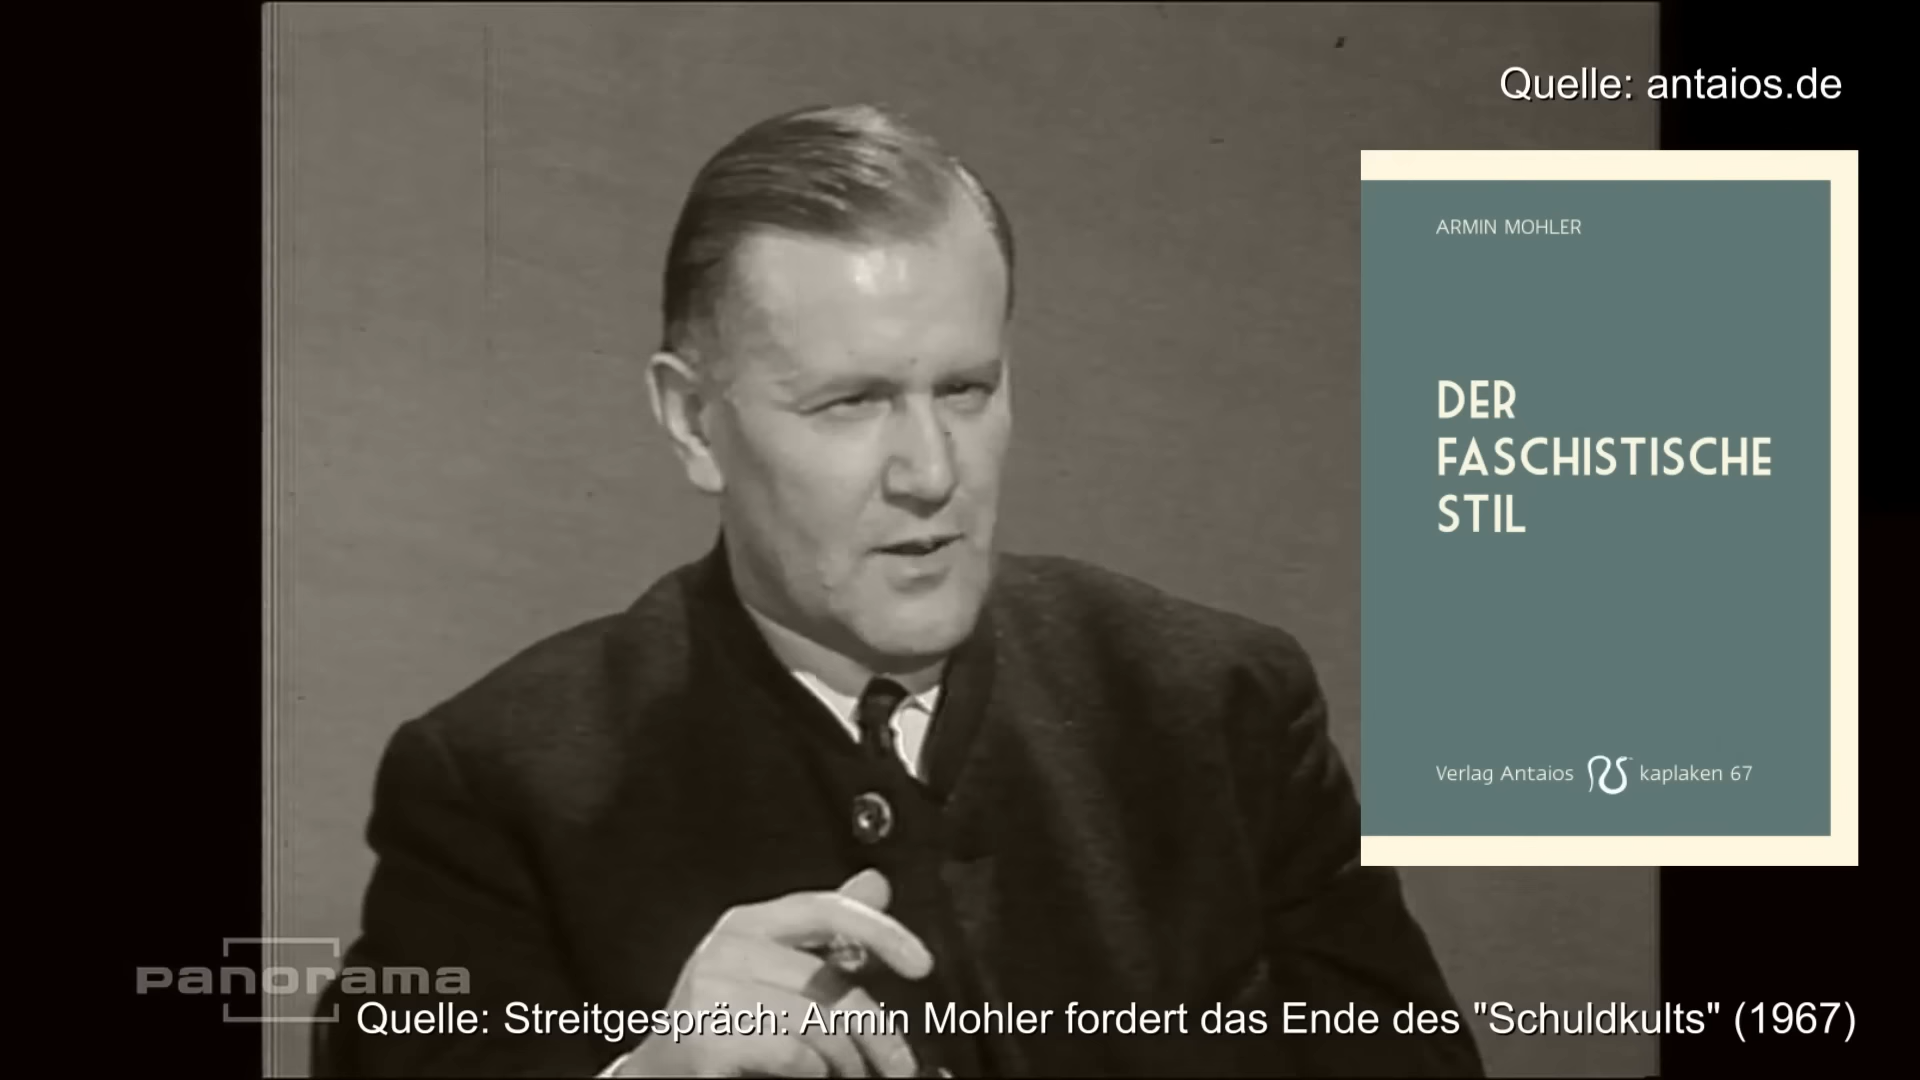 Quelle: antaios.de
ARMIN MOHLER
DER
FASCHISTISCHE
STIL
Verlag Antaios kaplaken 67
panorama
Quelle: Streitgespräch: Armin Mohler fordert das Ende des "Schuldkults" (1967)